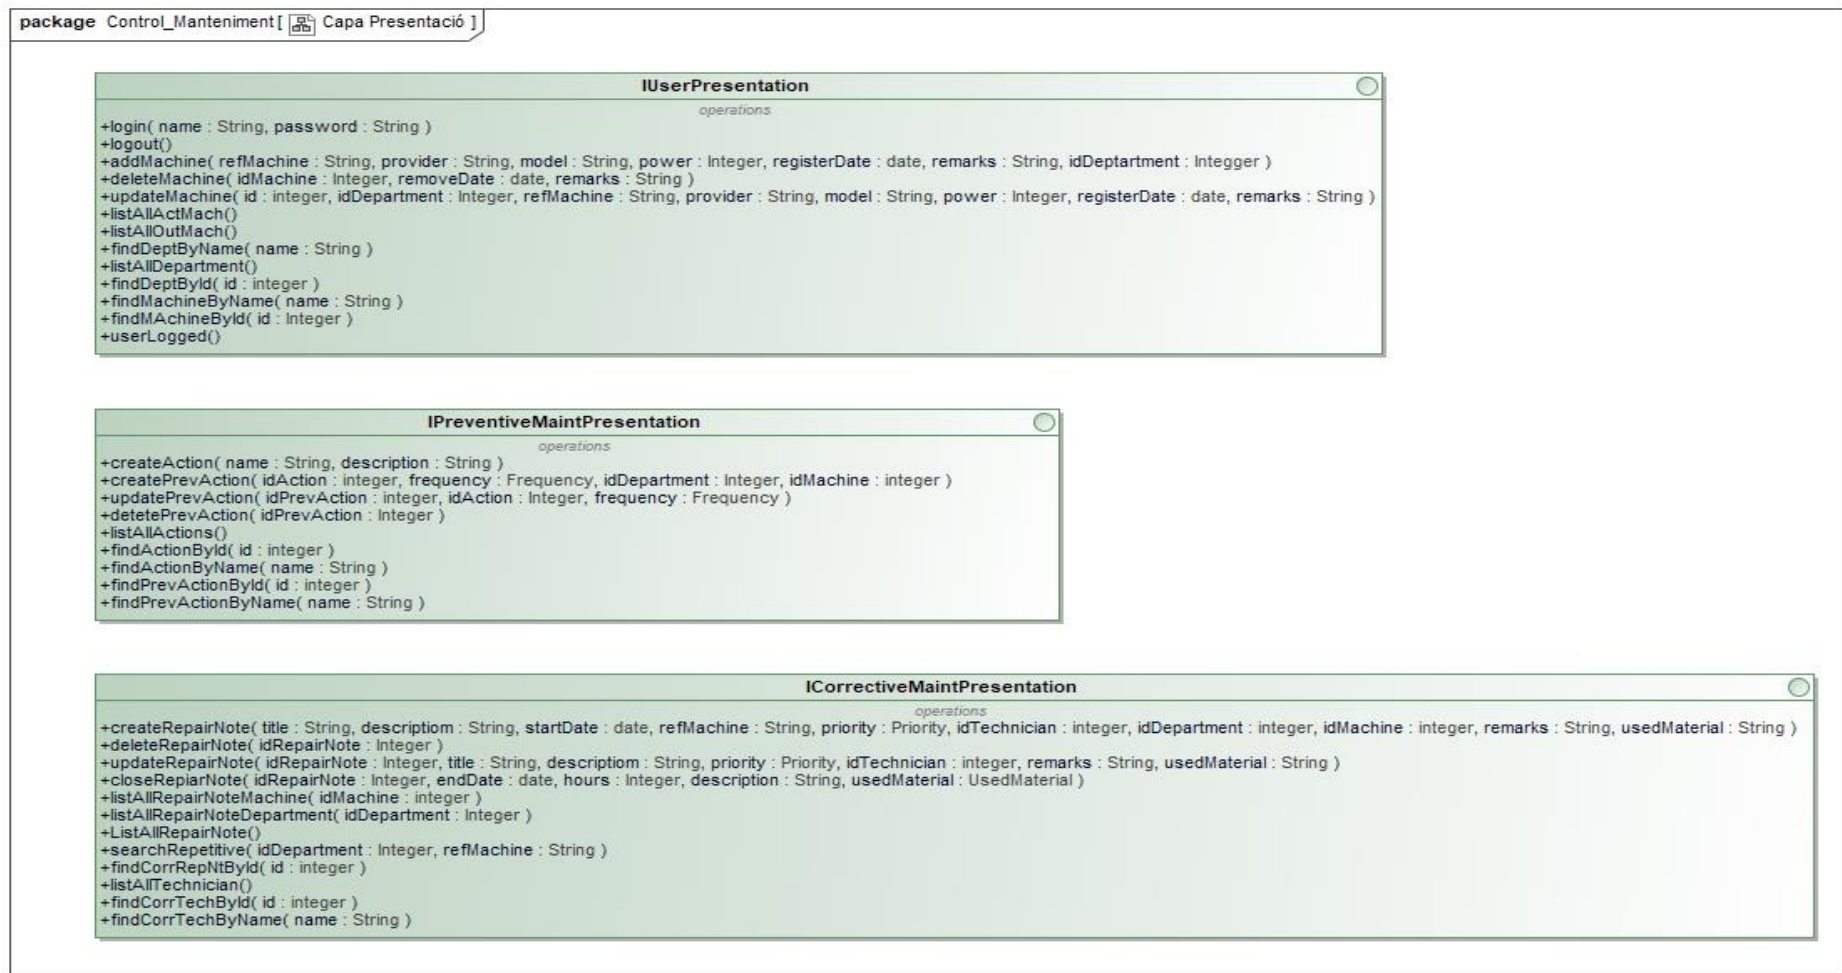 package Control_Manteniment [ Capa Presentació ]
IUserPresentation
operations
+login( name : String, password : String )
+logout()
+addMachine( refMachine : String, provider : String, model : String, power : Integer, registerDate : date, remarks : String, idDeptartment : Integger )
+deleteMachine( idMachine : Integer, removeDate : date, remarks : String )
+updateMachine( id : integer, idDepartment : Integer, refMachine : String, provider : String, model : String, power : Integer, registerDate : date, remarks : String )
+listAllActMach()
+listAllOutMach()
+findDeptByName( name : String )
+listAllDepartment()
+findDeptById( id : integer )
+findMachineByName( name : String )
+findMAchineById( id : Integer )
+userLogged()
IPreventiveMaintPresentation
operations
+createAction( name : String, description : String )
+createPrevAction( idAction : integer, frequency : Frequency, idDepartment : Integer, idMachine : integer )
+updatePrevAction( idPrevAction : integer, idAction : Integer, frequency : Frequency )
+detetePrevAction( idPrevAction : Integer )
+listAllActions()
+findActionById( id : integer )
+findActionByName( name : String )
+findPrevActionById( id : integer )
+findPrevActionByName( name : String )
ICorrectiveMaintPresentation
operations
+createRepairNote( title : String, descriptiom : String, startDate : date, refMachine : String, priority : Priority, idTechnician : integer, idDepartment : integer, idMachine : integer, remarks : String, usedMaterial : String )
+deleteRepairNote( idRepairNote : Integer )
+updateRepairNote( idRepairNote : Integer, title : String, descriptiom : String, priority : Priority, idTechnician : integer, remarks : String, usedMaterial : String )
+closeRepiarNote( idRepairNote : Integer, endDate : date, hours : Integer, description : String, usedMaterial : UsedMaterial )
+listAllRepairNoteMachine( idMachine : integer )
+listAllRepairNoteDepartment( idDepartment : Integer )
+ListAllRepairNote()
+searchRepetitive( idDepartment : Integer, refMachine : String )
+findCorrRepNtById( id : integer )
+listAllTechnician()
+findCorrTechById( id : integer )
+findCorrTechByName( name : String )